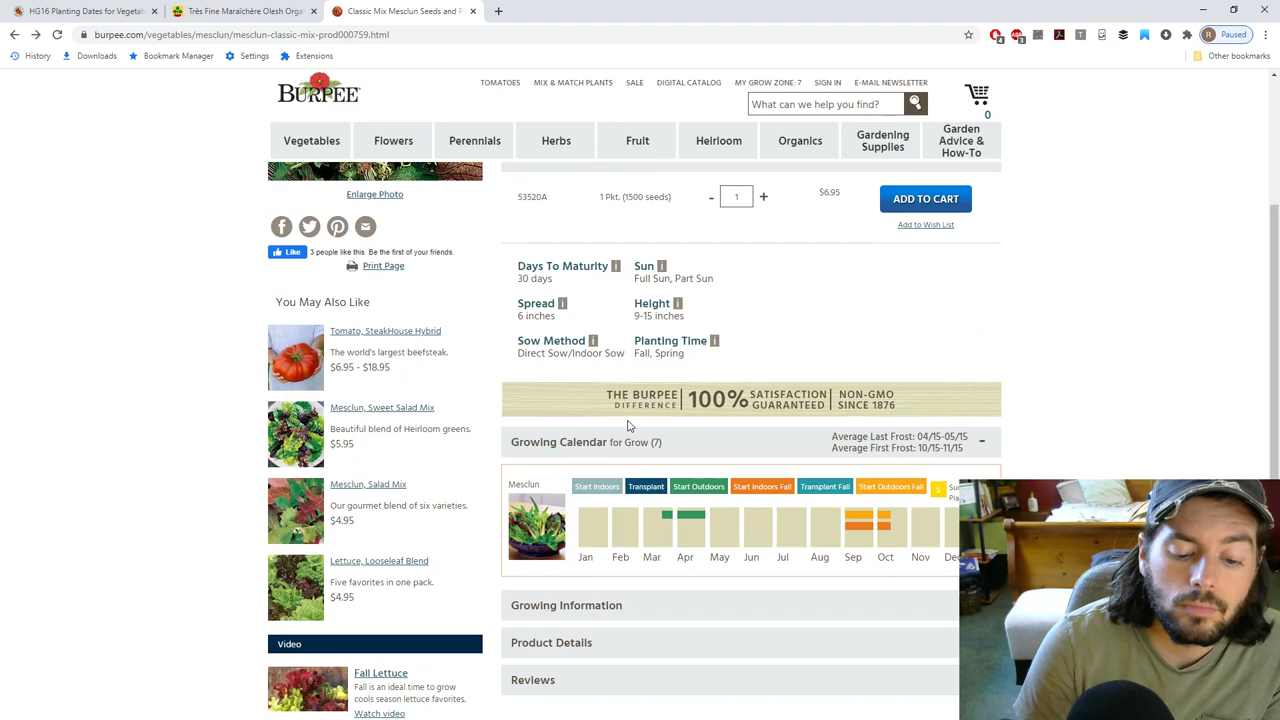 HG16 Planting Dates for Vegeta
Très Fine Maraîchère Olesh Orga
Classic Mix Mesclun Seeds and P
burpee.com/vegetables/mesclun/mesclun-classic-mix-prod000759.html
R Paused
History Downloads Bookmark Manager Settings Extensions Other bookmarks
BURPEE
TOMATOES MIX & MATCH PLANTS SALE DIGITAL CATALOG MY GROW ZONE: 7 SIGN IN E-MAIL NEWSLETTER
What can we help you find?
0
Vegetables Flowers Perennials Herbs Fruit Heirloom Organics Gardening Supplies Garden Advice & How-To
Enlarge Photo
3 people like this. Be the first of your friends.
Like
Print Page
You May Also Like
Tomato, SteakHouse Hybrid
The world's largest beefsteak.
$6.95 - $18.95
Mesclun, Sweet Salad Mix
Beautiful blend of Heirloom greens.
$5.95
Mesclun, Salad Mix
Our gourmet blend of six varieties.
$4.95
Lettuce, Looseleaf Blend
Five favorites in one pack.
$4.95
Video
Fall Lettuce
Fall is an ideal time to grow
cools season lettuce favorites.
Watch video
53520A 1 Pkt. (1500 seeds) - 1 + $6.95 ADD TO CART
Add to Wish List
Days To Maturity Sun
30 days Full Sun, Part Sun
Spread Height
6 inches 9-15 inches
Sow Method Planting Time
Direct Sow/Indoor Sow Fall, Spring
THE BURPEE DIFFERENCE 100% SATISFACTION GUARANTEED NON-GMO SINCE 1876
Growing Calendar for Grow (7)
Average Last Frost: 04/15-05/15
Average First Frost: 10/15-11/15
Mesclun
Start Indoors Transplant Start Outdoors Start Indoors Fall Transplant Fall Start Outdoors Fall S
Jan Feb Mar Apr May Jun Jul Aug Sep Oct Nov
Growing Information
Product Details
Reviews